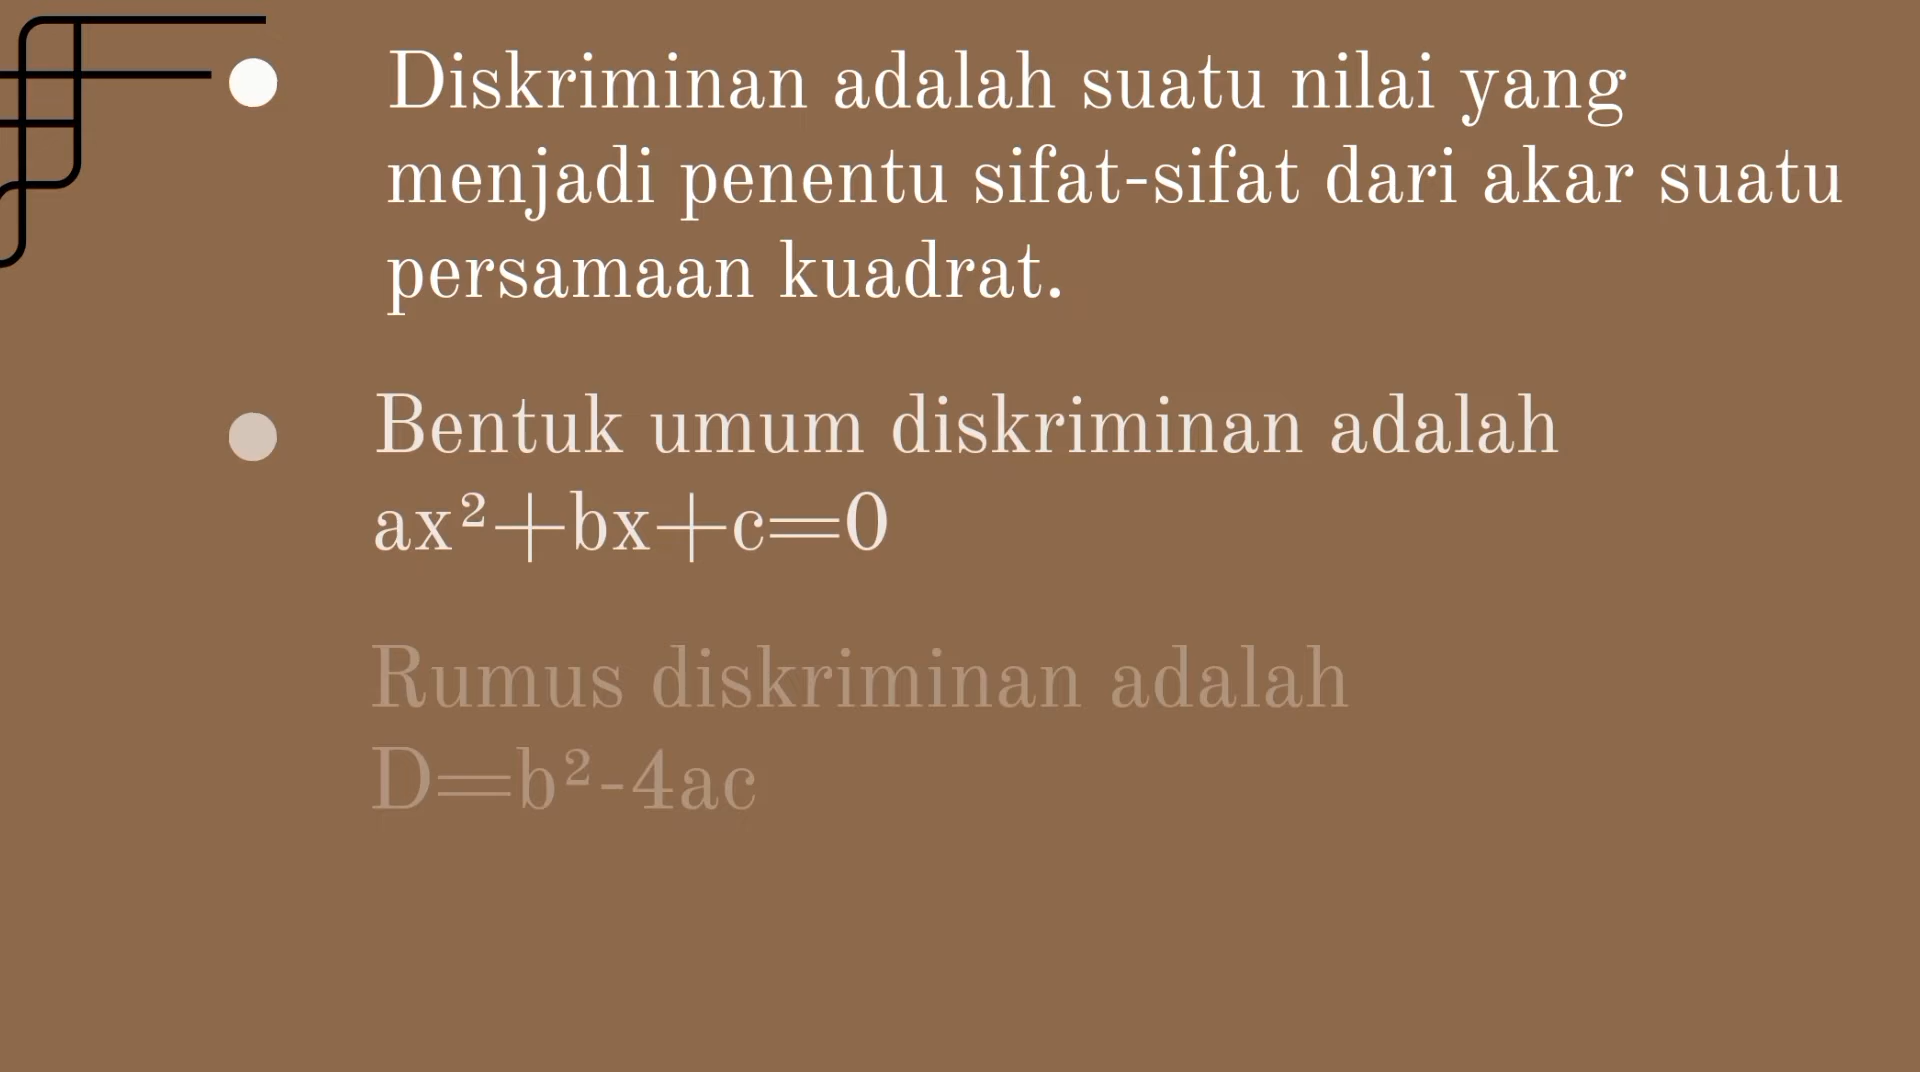 Diskriminan adalah suatu nilai yang
menjadi penentu sifat-sifat dari akar suatu
persamaan kuadrat.
Bentuk umum diskriminan adalah
ax²+bx+c=0
Rumus diskriminan adalah
D=b²-4ac